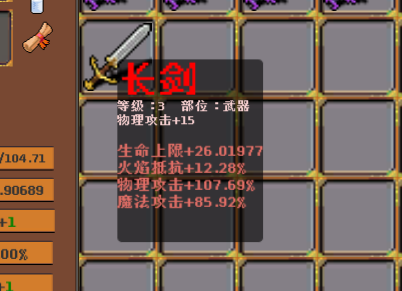 长剑
等级：3 部位：武器
物理攻击+15
生命上限+26.01977
火焰抵抗+12.28%
物理攻击+107.69%
魔法攻击+85.92%
/104.71
.90689
+1
00%
+1